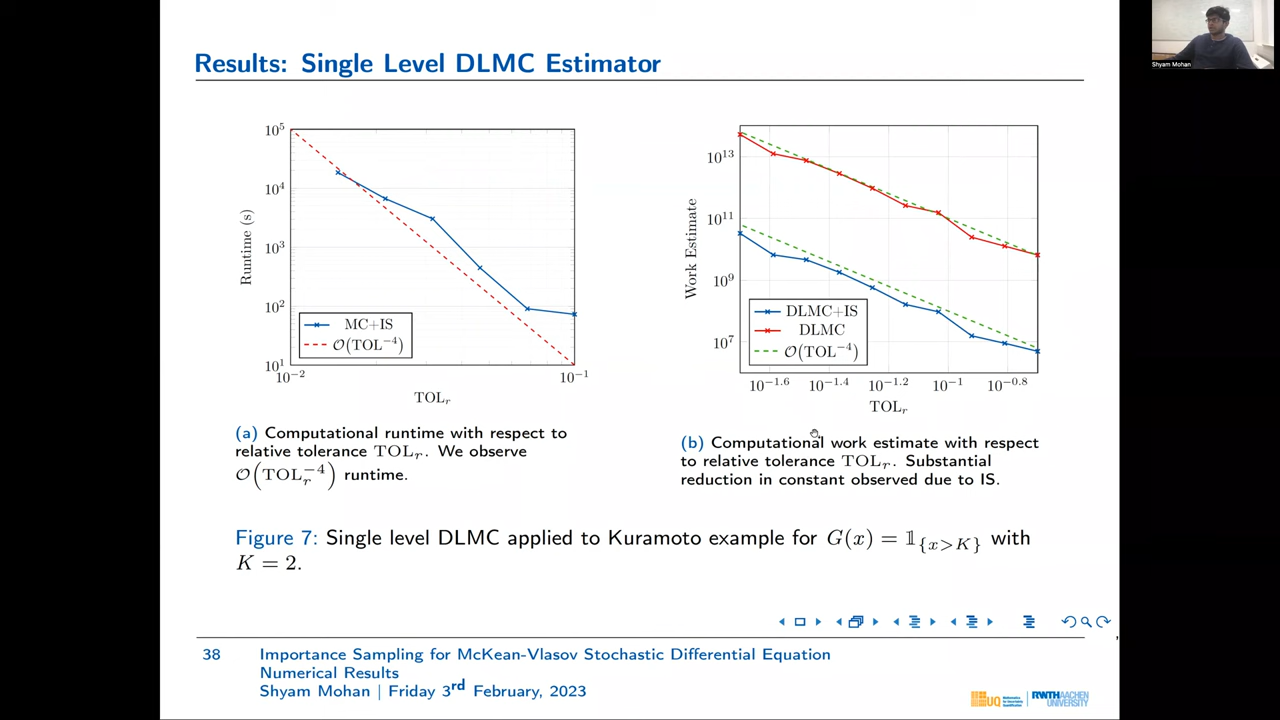 Shyam Mohan
Results: Single Level DLMC Estimator
10^5
10^4
10^3
10^2
10^1
Runtime (s)
MC+IS
O(TOL^−4)
10^−2
10^−1
TOL_r
10^13
10^11
10^9
10^7
Work Estimate
DLMC+IS
DLMC
O(TOL^−4)
10^−1.6
10^−1.4
10^−1.2
10^−1
10^−0.8
TOL_r
(a) Computational runtime with respect to
relative tolerance TOL_r. We observe
O(TOL_r^−4) runtime.
(b) Computational work estimate with respect
to relative tolerance TOL_r. Substantial
reduction in constant observed due to IS.
Figure 7: Single level DLMC applied to Kuramoto example for G(x) = 𝟙_{x>K} with
K = 2.
38
Importance Sampling for McKean-Vlasov Stochastic Differential Equation
Numerical Results
Shyam Mohan | Friday 3rd February, 2023
UQ
RWTH AACHEN
UNIVERSITY